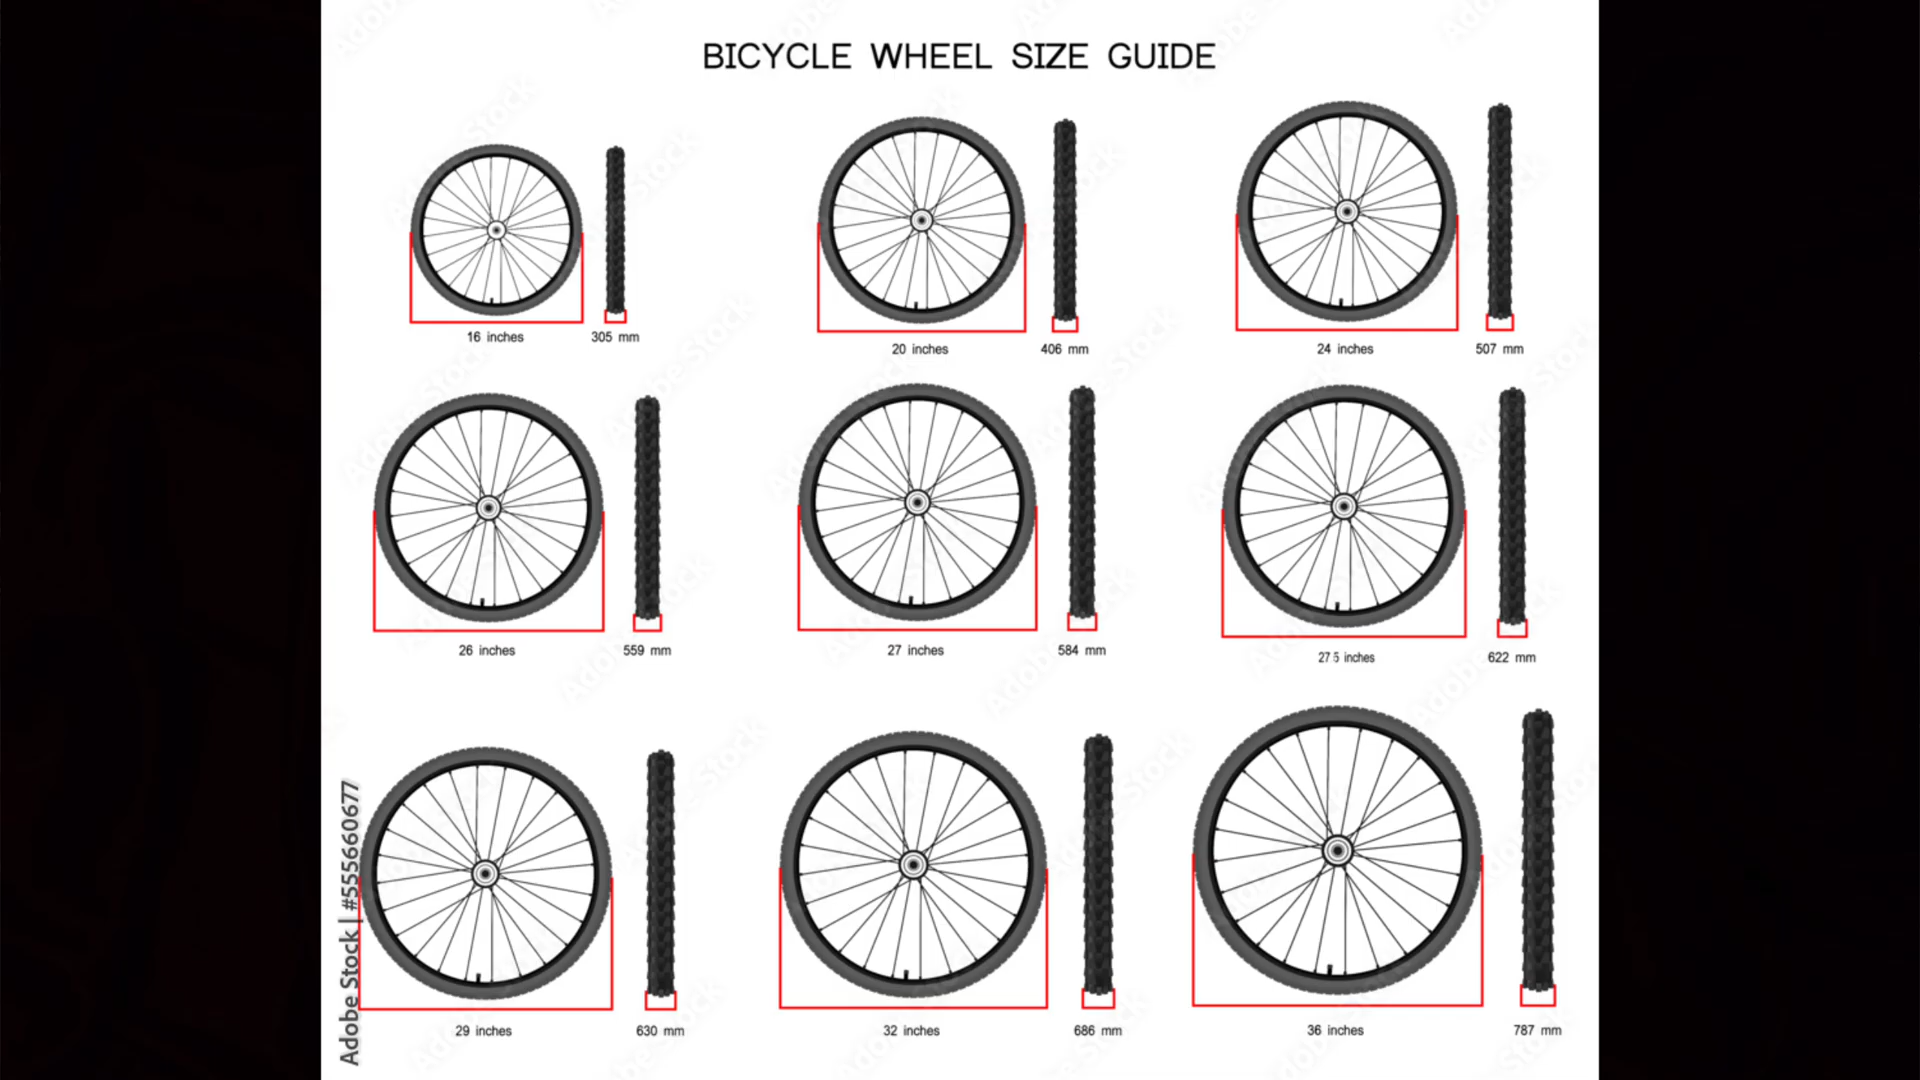 BICYCLE WHEEL SIZE GUIDE
16 inches 305 mm
20 inches 406 mm
24 inches 507 mm
26 inches 559 mm
27 inches 584 mm
27 5 inches 622 mm
29 inches 630 mm
32 inches 686 mm
36 inches 787 mm
Adobe Stock | #555660677